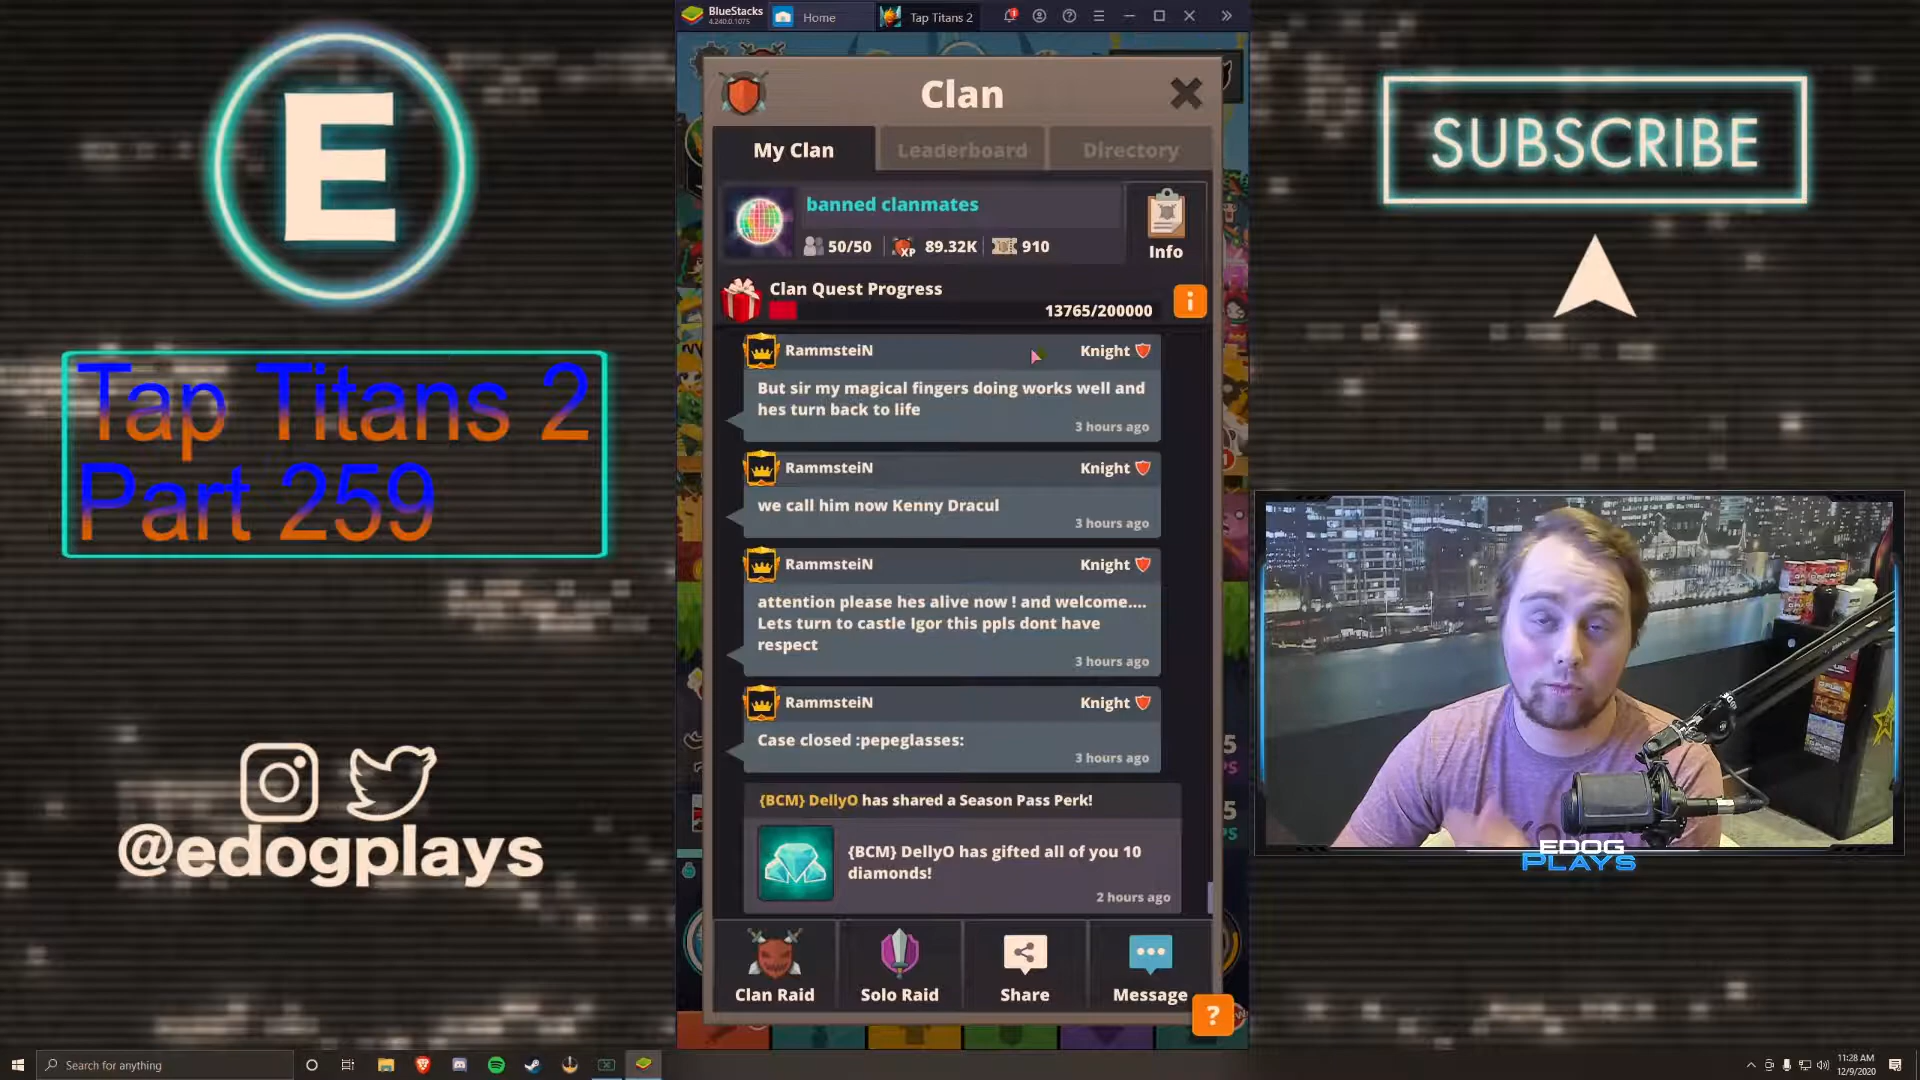 BlueStacks
4.240.0.1075
Home
Tap Titans 2
E
Tap Titans 2
Part 259
@edogplays
Clan
My Clan
Leaderboard
Directory
banned clanmates
50/50
XP
89.32K
910
Info
Clan Quest Progress
13765/200000
i
RammsteiN
Knight
But sir my magical fingers doing works well and
hes turn back to life
3 hours ago
RammsteiN
Knight
we call him now Kenny Dracul
3 hours ago
RammsteiN
Knight
attention please hes alive now ! and welcome....
Lets turn to castle Igor this ppls dont have
respect
3 hours ago
RammsteiN
Knight
Case closed :pepeglasses:
3 hours ago
{BCM} DellyO has shared a Season Pass Perk!
{BCM} DellyO has gifted all of you 10
diamonds!
2 hours ago
Clan Raid
Solo Raid
Share
Message
?
SUBSCRIBE
EDOG
PLAYS
Search for anything
11:28 AM
12/9/2020